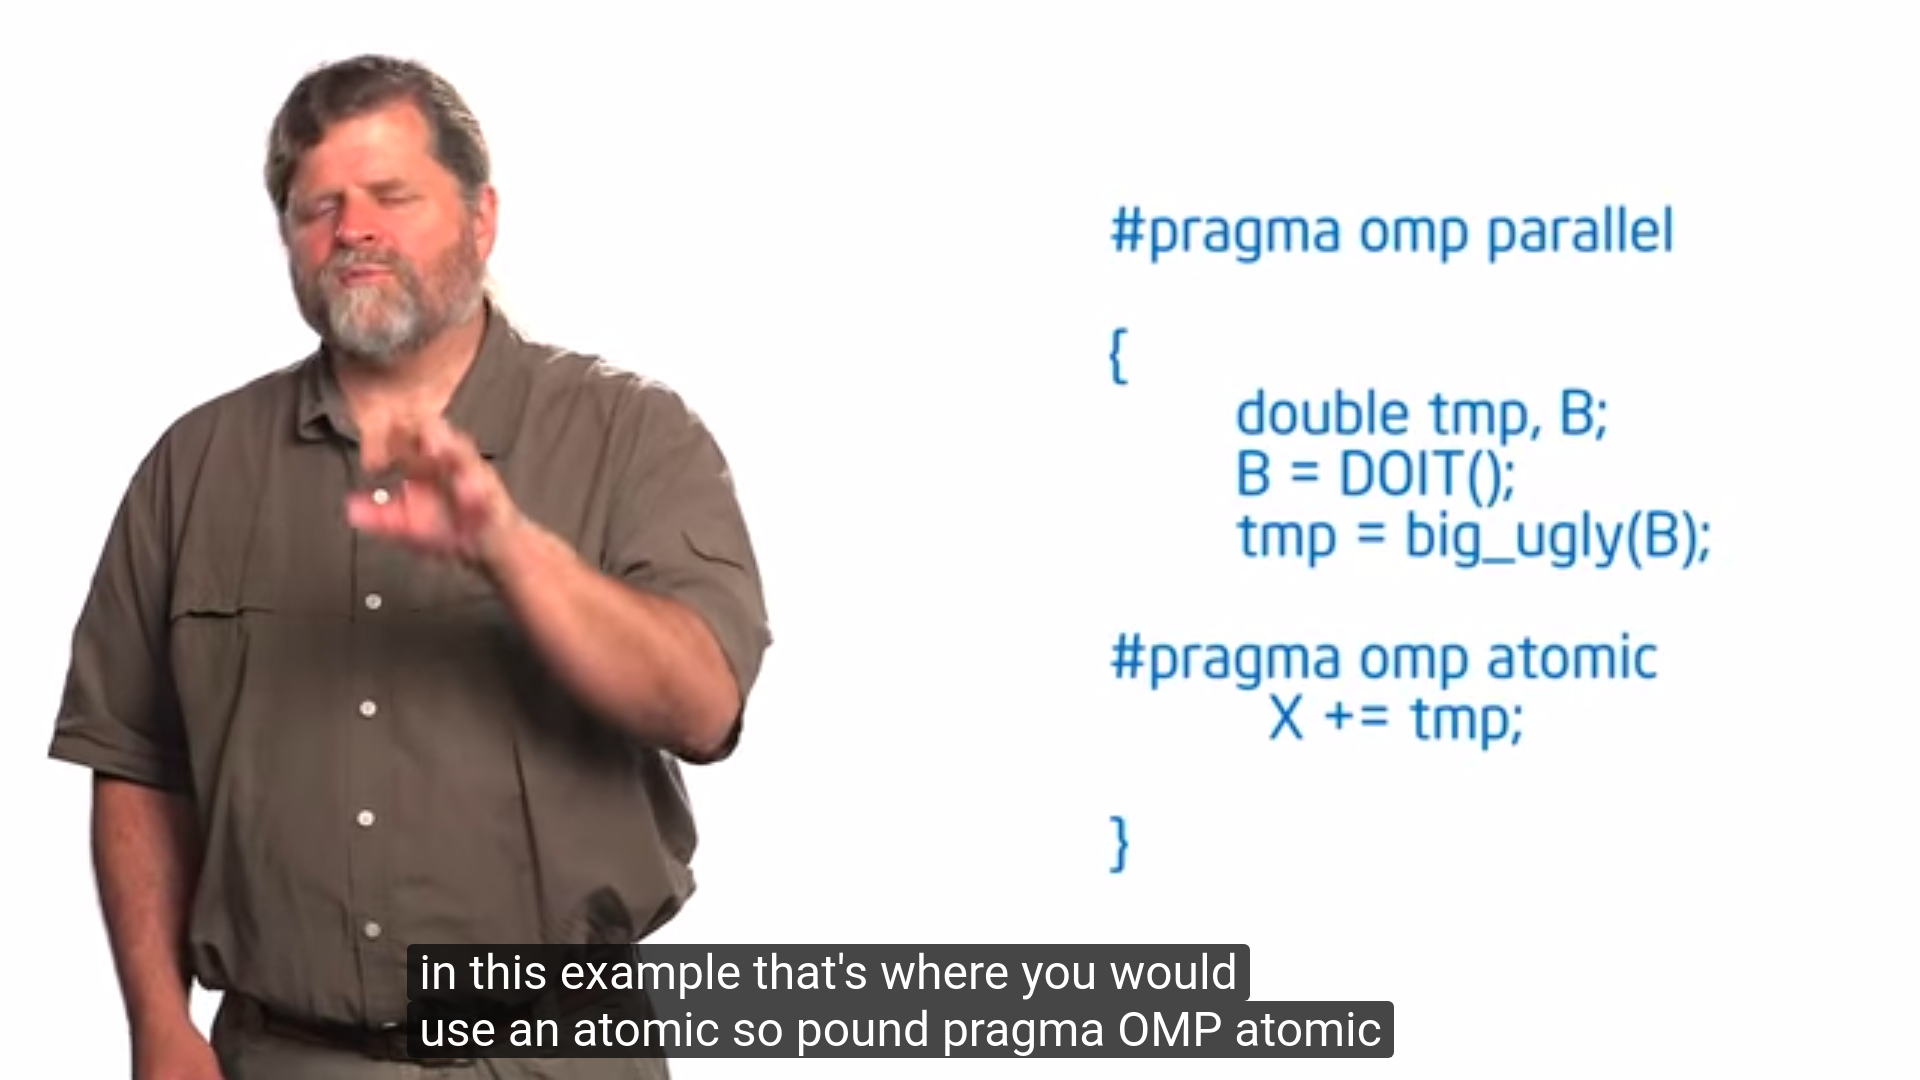 #pragma omp parallel
{
double tmp, B;
B = DOIT();
tmp = big_ugly(B);
#pragma omp atomic
X += tmp;
}
in this example that's where you would
use an atomic so pound pragma OMP atomic